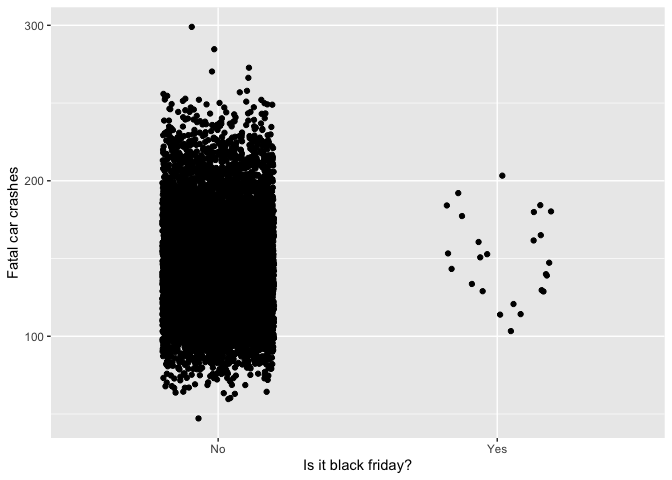 300
200
100
Fatal car crashes
No
Yes
Is it black friday?